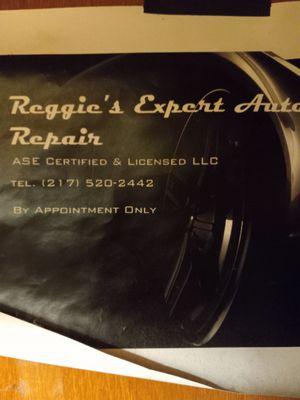 Reggie's Expert Auto
Repair
ASE Certified & Licensed LLC
Tel. (217) 520-2442
By Appointment Only